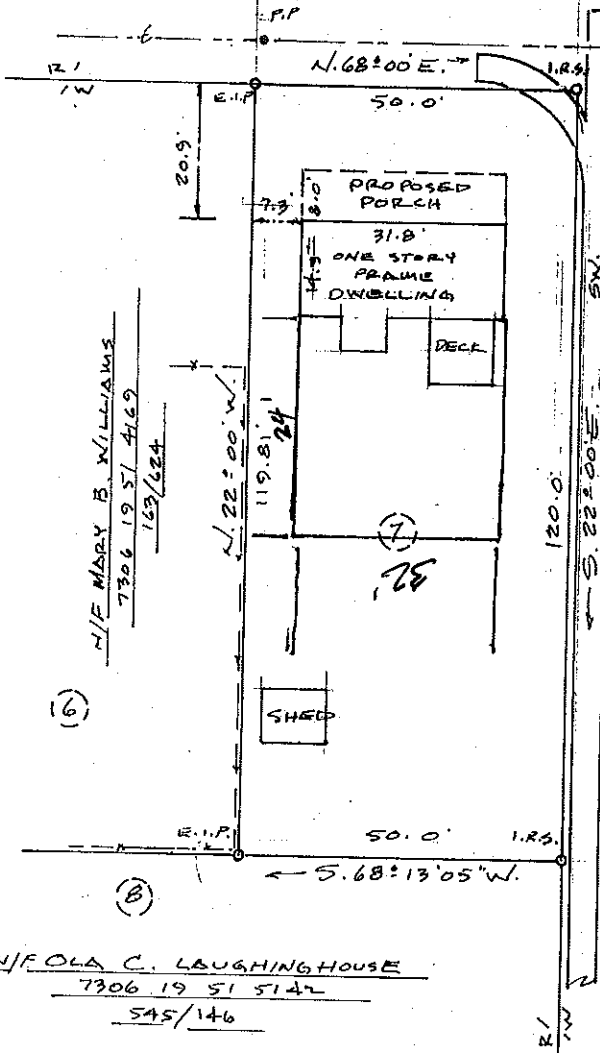 P.P
R/W
N.68°00'E.
I.R.S.
E.I.P
50.0'
20.9'
7.3'
8.0'
PROPOSED
PORCH
31.8'
ONE STORY
FRAME
DWELLING
DECK
SW.
N/F MARY B. WILLIAMS
7306 19 51 4169
163/624
N.22°00'W.
119.81'
24'
7
32'
120.0'
S.22°00'E.
6
SHED
E.I.P.
50.0'
I.R.S.
S.68°13'05"W.
8
N/F OLA C. LAUGHINGHOUSE
7306 19 51 5142
545/146
R/W